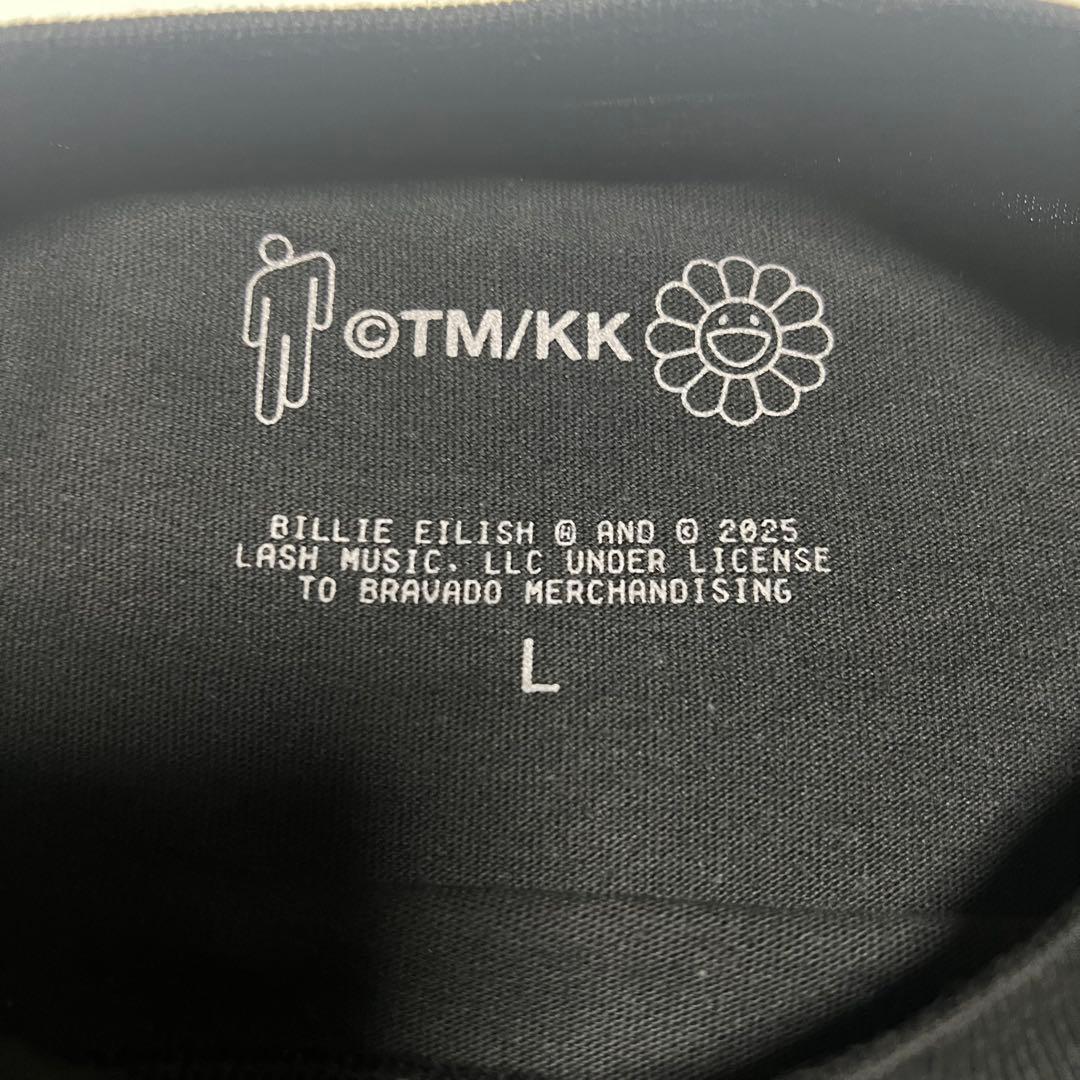 ©TM/KK
BILLIE EILISH ® AND © 2025
LASH MUSIC, LLC UNDER LICENSE
TO BRAVADO MERCHANDISING
L